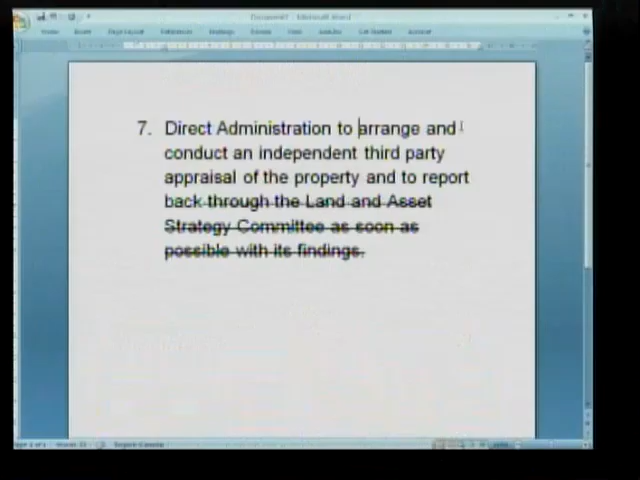 7. Direct Administration to arrange and
conduct an independent third party
appraisal of the property and to report
back through the Land and Asset
Strategy Committee as soon as
possible with its findings.